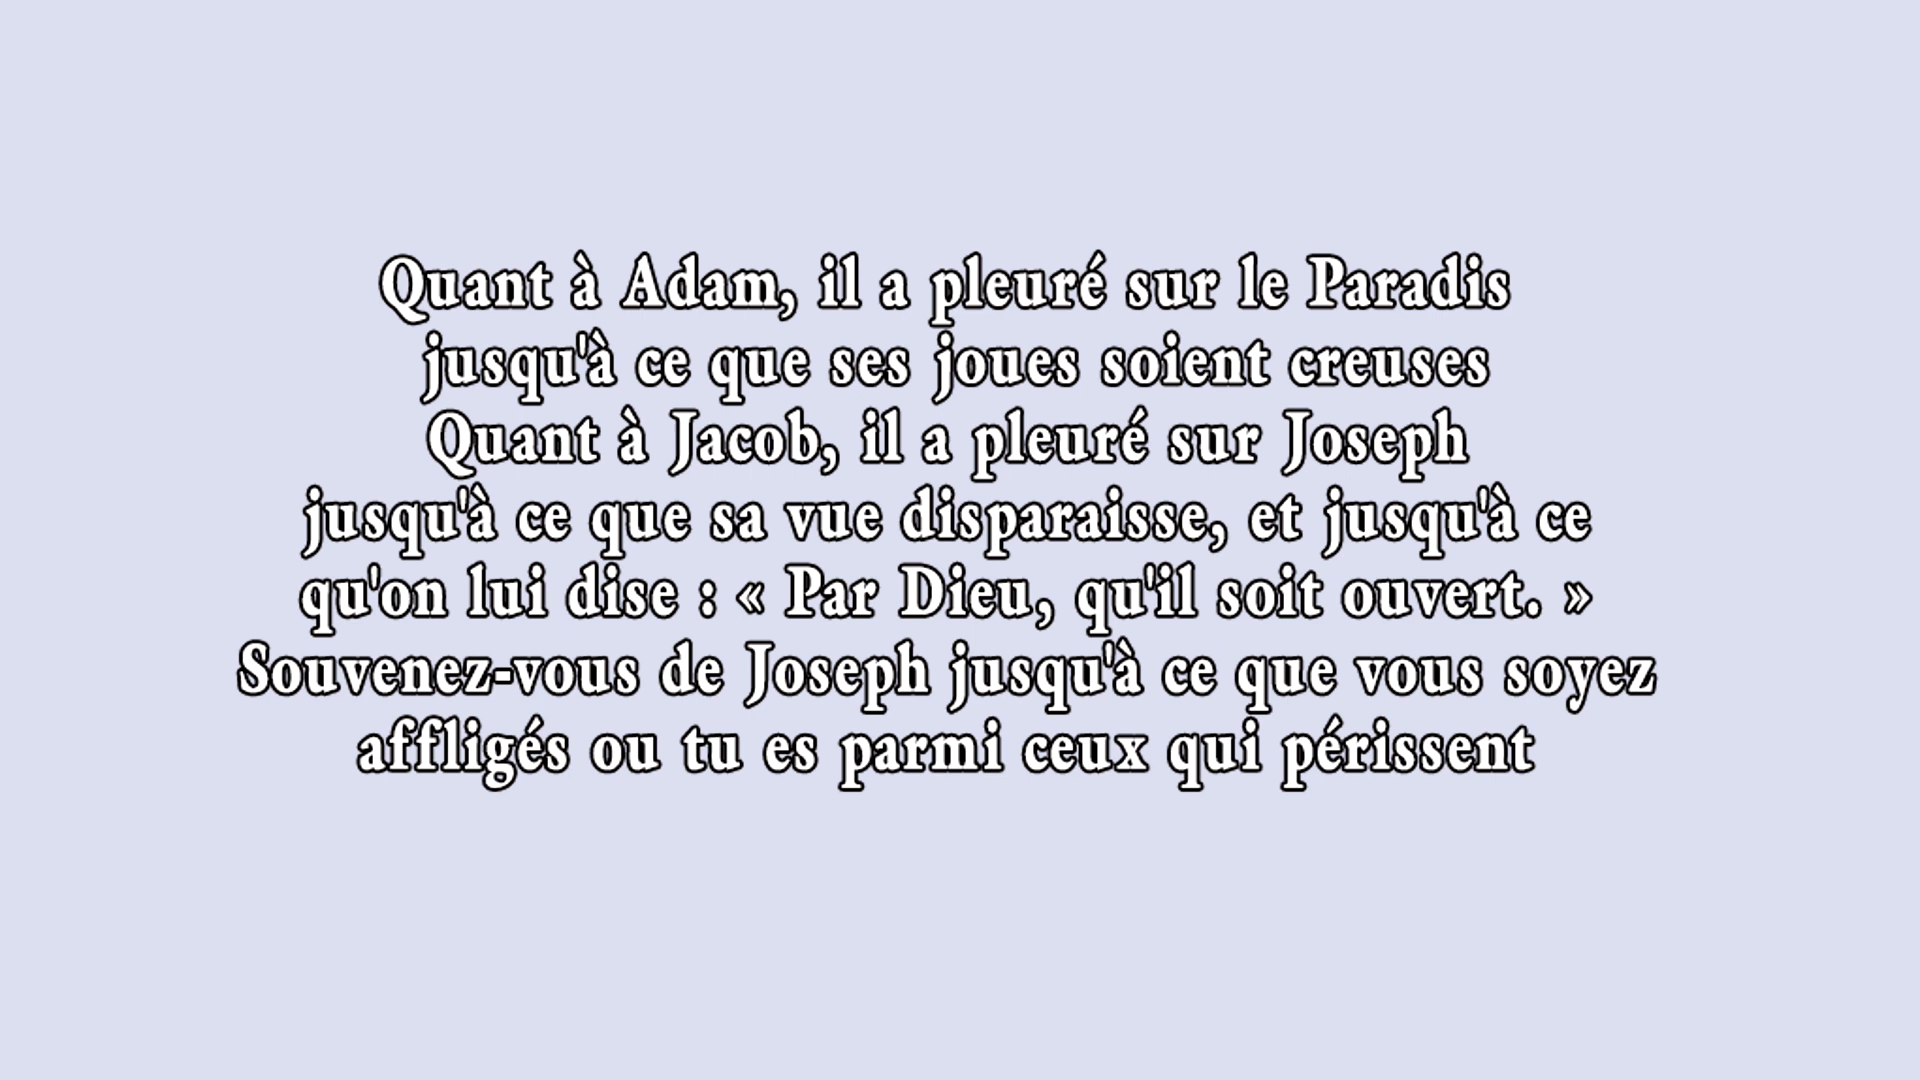 Quant à Adam, il a pleuré sur le Paradis
jusqu'à ce que ses joues soient creuses
Quant à Jacob, il a pleuré sur Joseph
jusqu'à ce que sa vue disparaisse, et jusqu'à ce
qu'on lui dise : « Par Dieu, qu'il soit ouvert. »
Souvenez-vous de Joseph jusqu'à ce que vous soyez
affligés ou tu es parmi ceux qui périssent